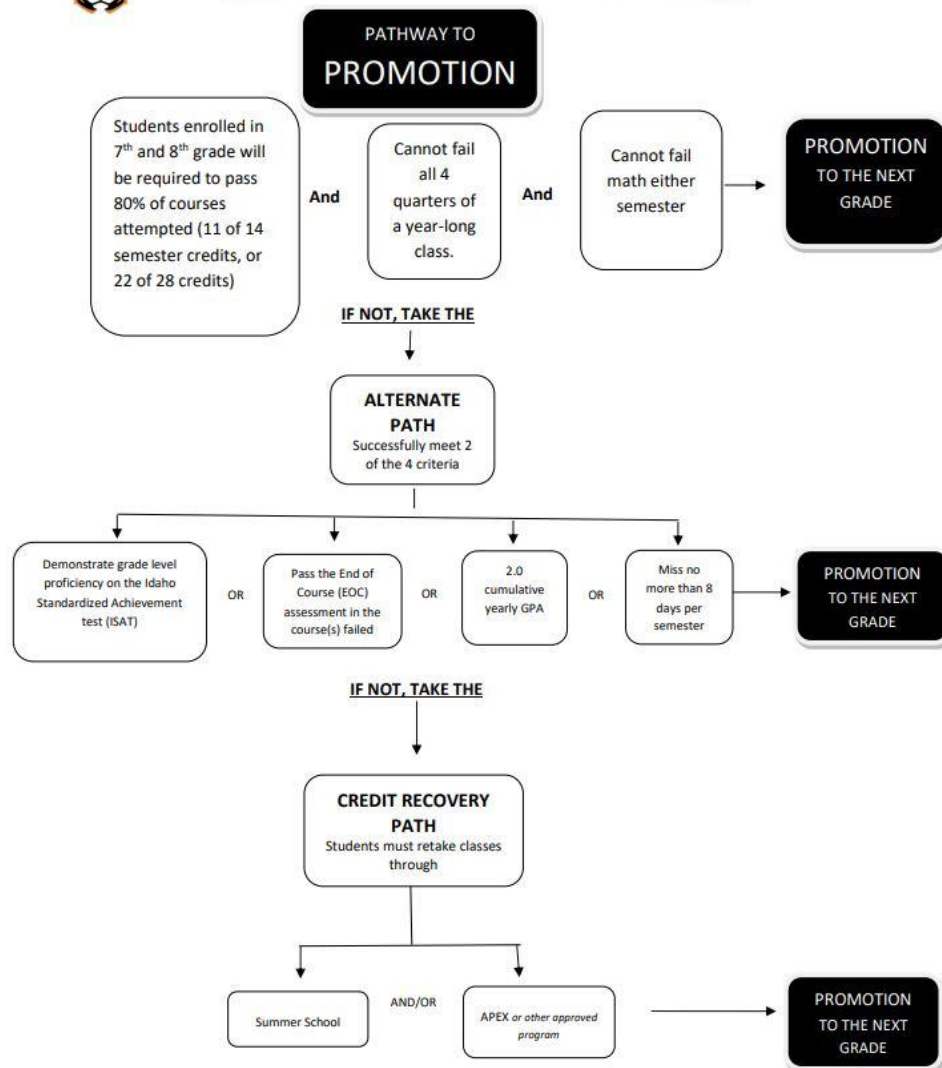 PATHWAY TO
PROMOTION
Students enrolled in
7th and 8th grade will
be required to pass
80% of courses
attempted (11 of 14
semester credits, or
22 of 28 credits)
And
Cannot fail
all 4
quarters of
a year-long
class.
And
Cannot fail
math either
semester
PROMOTION
TO THE NEXT
GRADE
IF NOT, TAKE THE
ALTERNATE
PATH
Successfully meet 2
of the 4 criteria
Demonstrate grade level
proficiency on the Idaho
Standardized Achievement
test (ISAT)
OR
Pass the End of
Course (EOC)
assessment in the
course(s) failed
OR
2.0
cumulative
yearly GPA
OR
Miss no
more than 8
days per
semester
PROMOTION
TO THE NEXT
GRADE
IF NOT, TAKE THE
CREDIT RECOVERY
PATH
Students must retake classes
through
Summer School
AND/OR
APEX or other approved
program
PROMOTION
TO THE NEXT
GRADE